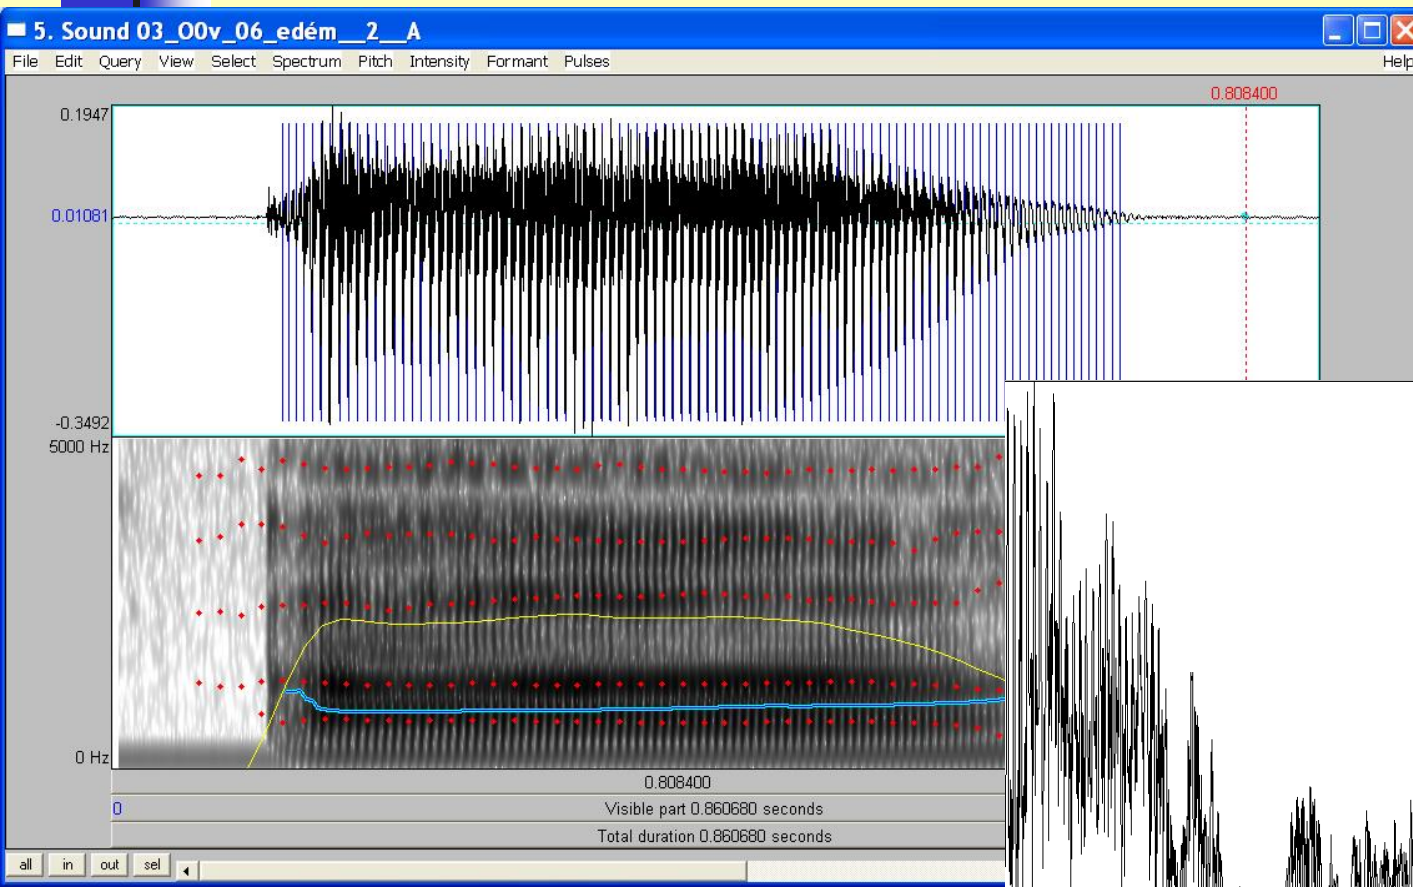 5. Sound 03_O0v_06_edém__2__A
File Edit Query View Select Spectrum Pitch Intensity Formant Pulses Help
0.808400
0.1947
0.01081
-0.3492
5000 Hz
0 Hz
0.808400
0 Visible part 0.860680 seconds
Total duration 0.860680 seconds
all in out sel